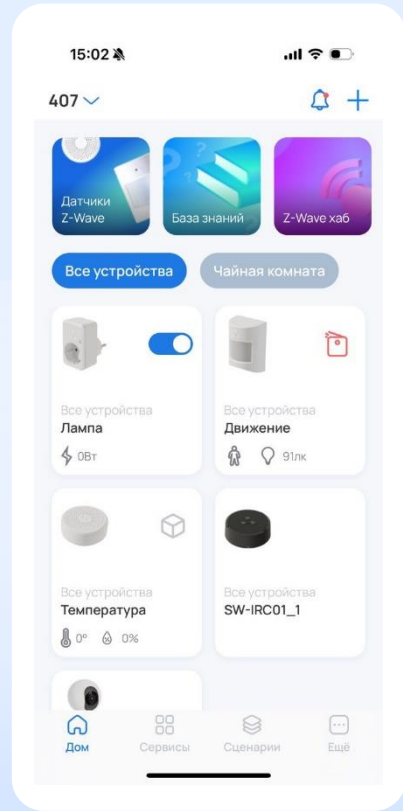 15:02
407
Датчики
Z-Wave
База знаний
Z-Wave хаб
Все устройства
Чайная комната
Все устройства
Лампа
0Вт
Все устройства
Движение
91лк
Все устройства
Температура
0° 0%
Все устройства
SW-IRC01_1
Дом
Сервисы
Сценарии
Ещё